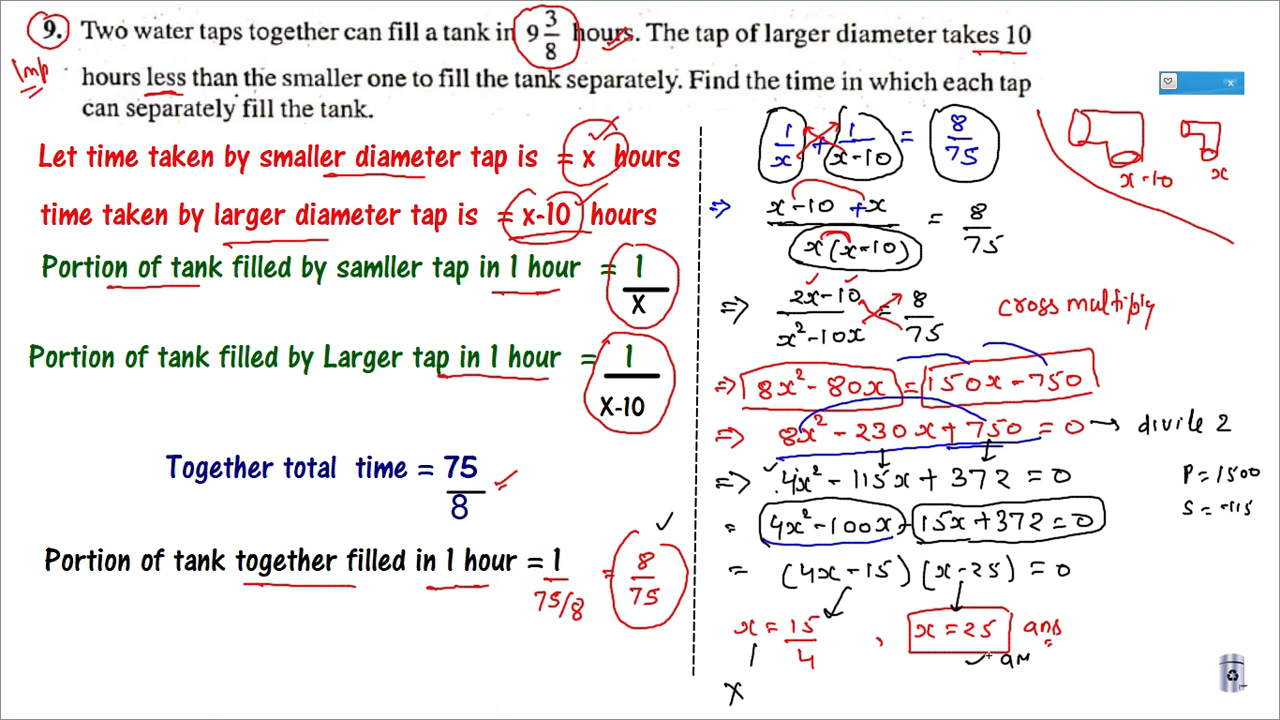 9. Two water taps together can fill a tank in 9 3/8 hours. The tap of larger diameter takes 10
Imp
hours less than the smaller one to fill the tank separately. Find the time in which each tap
can separately fill the tank.
Let time taken by smaller diameter tap is = x hours
time taken by larger diameter tap is = x-10 hours
Portion of tank filled by samller tap in 1 hour = 1/X
Portion of tank filled by Larger tap in 1 hour = 1/X-10
Together total time = 75/8
Portion of tank together filled in 1 hour = 1/75/8 = 8/75
1/x + 1/x-10 = 8/75
x-10 x
⇒ x-10+x/x(x-10) = 8/75
⇒ 2x-10/x²-10x = 8/75 cross multiply
⇒ 8x²-80x = 150x-750
⇒ 8x²-230x+750=0 → divide 2
⇒ 4x²-115x+372=0 P=1500
S=-115
= 4x²-100x-15x+372=0
= (4x-15)(x-25)=0
x=15/4 , x=25 ans
X ans